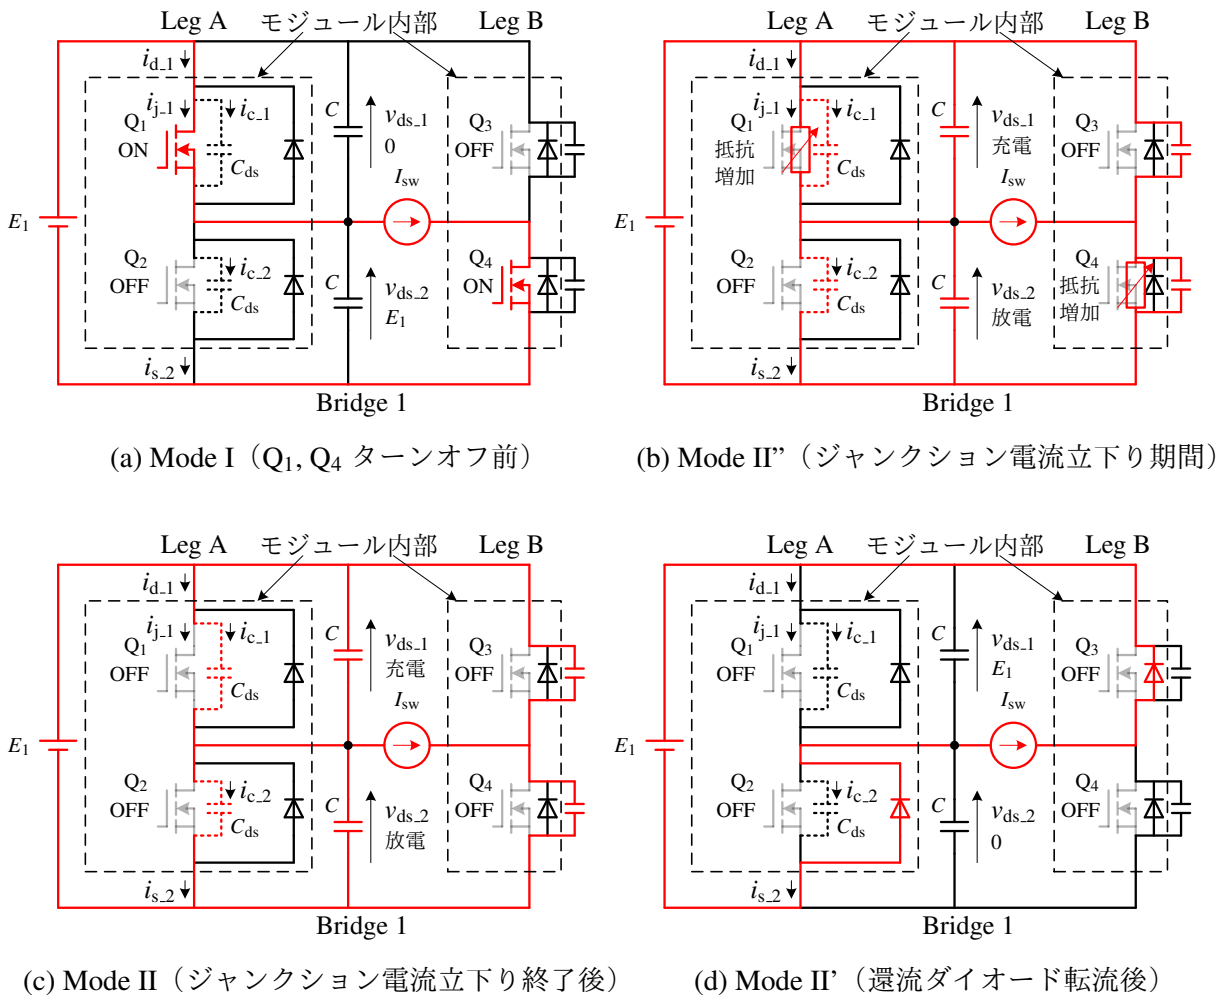 Leg A モジュール内部 Leg B
i_d_1
i_j_1 i_c_1
Q1
ON
C_ds
C
v_ds_1
0
Q3
OFF
I_sw
E1
Q2
OFF
i_c_2
C_ds
C
v_ds_2
E1
Q4
ON
i_s_2
Bridge 1
(a) Mode I（Q1, Q4 ターンオフ前）
Leg A モジュール内部 Leg B
i_d_1
i_j_1 i_c_1
Q1
抵抗
増加
C_ds
C
v_ds_1
充電
Q3
OFF
I_sw
E1
Q2
OFF
i_c_2
C_ds
C
v_ds_2
放電
Q4
抵抗
増加
i_s_2
Bridge 1
(b) Mode II”（ジャンクション電流立下り期間）
Leg A モジュール内部 Leg B
i_d_1
i_j_1 i_c_1
Q1
OFF
C_ds
C
v_ds_1
充電
Q3
OFF
I_sw
E1
Q2
OFF
i_c_2
C_ds
C
v_ds_2
放電
Q4
OFF
i_s_2
Bridge 1
(c) Mode II（ジャンクション電流立下り終了後）
Leg A モジュール内部 Leg B
i_d_1
i_j_1 i_c_1
Q1
OFF
C_ds
C
v_ds_1
E1
Q3
OFF
I_sw
E1
Q2
OFF
i_c_2
C_ds
C
v_ds_2
0
Q4
OFF
i_s_2
Bridge 1
(d) Mode II’（還流ダイオード転流後）